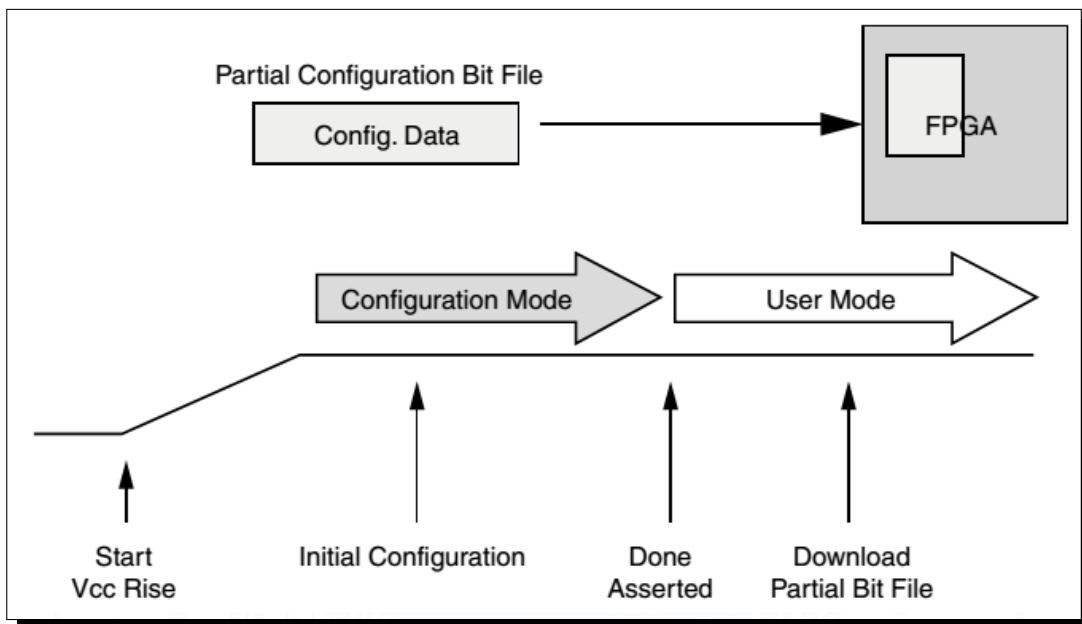 Partial Configuration Bit File
Config. Data
FPGA
Configuration Mode
User Mode
Start
Vcc Rise
Initial Configuration
Done
Asserted
Download
Partial Bit File